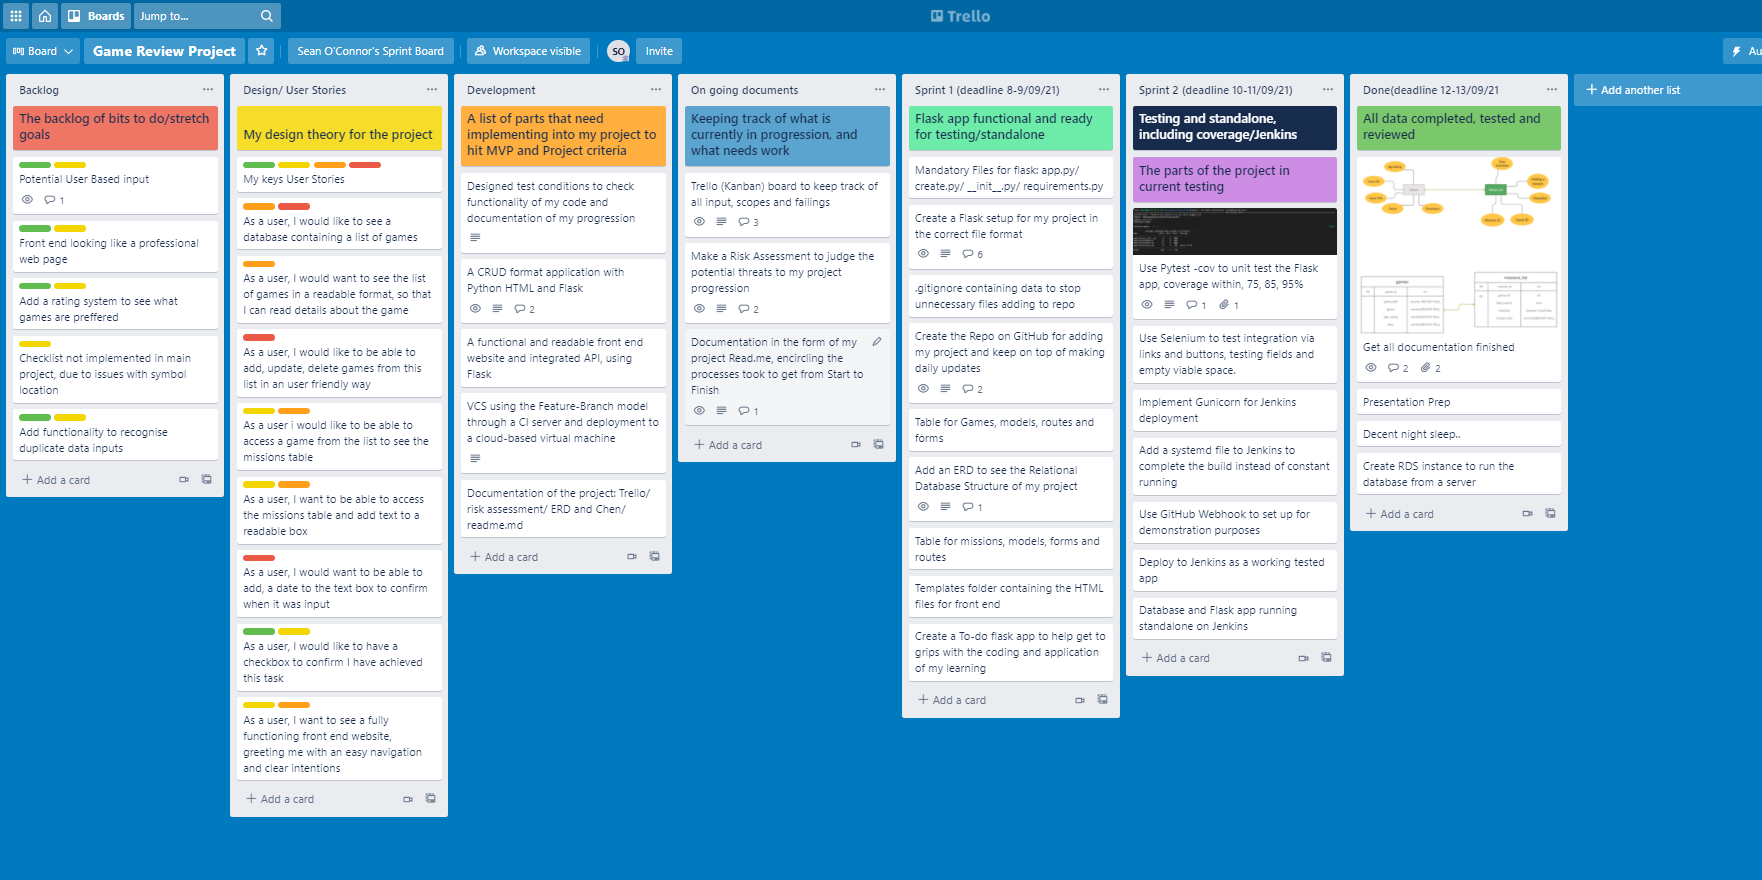 Boards
Jump to...
Trello
Board
Game Review Project
Sean O'Connor's Sprint Board
Workspace visible
SO
Invite
Au
Backlog
The backlog of bits to do/stretch
goals
Potential User Based input
1
Front end looking like a professional
web page
Add a rating system to see what
games are preffered
Checklist not implemented in main
project, due to issues with symbol
location
Add functionality to recognise
duplicate data inputs
+ Add a card
Design/ User Stories
My design theory for the project
My keys User Stories
As a user, I would like to see a
database containing a list of games
As a user, I would want to see the list
of games in a readable format, so that
I can read details about the game
As a user, I would like to be able to
add, update, delete games from this
list in an user friendly way
As a user i would like to be able to
access a game from the list to see the
missions table
As a user, I want to be able to access
the missions table and add text to a
readable box
As a user, I would want to be able to
add, a date to the text box to confirm
when it was input
As a user, I would like to have a
checkbox to confirm I have achieved
this task
As a user, I want to see a fully
functioning front end website,
greeting me with an easy navigation
and clear intentions
+ Add a card
Development
A list of parts that need
implementing into my project to
hit MVP and Project criteria
Designed test conditions to check
functionality of my code and
documentation of my progression
A CRUD format application with
Python HTML and Flask
2
A functional and readable front end
website and integrated API, using
Flask
VCS using the Feature-Branch model
through a CI server and deployment to
a cloud-based virtual machine
Documentation of the project: Trello/
risk assessment/ ERD and Chen/
readme.md
+ Add a card
On going documents
Keeping track of what is
currently in progression, and
what needs work
Trello (Kanban) board to keep track of
all input, scopes and failings
3
Make a Risk Assessment to judge the
potential threats to my project
progression
2
Documentation in the form of my
project Read.me, encircling the
processes took to get from Start to
Finish
1
+ Add a card
Sprint 1 (deadline 8-9/09/21)
Flask app functional and ready
for testing/standalone
Mandatory Files for flask: app.py/
create.py/ __init__.py/ requirements.py
Create a Flask setup for my project in
the correct file format
6
.gitignore containing data to stop
unnecessary files adding to repo
Create the Repo on GitHub for adding
my project and keep on top of making
daily updates
2
Table for Games, models, routes and
forms
Add an ERD to see the Relational
Database Structure of my project
1
Table for missions, models, forms and
routes
Templates folder containing the HTML
files for front end
Create a To-do flask app to help get to
grips with the coding and application
of my learning
+ Add a card
Sprint 2 (deadline 10-11/09/21)
Testing and standalone,
including coverage/Jenkins
The parts of the project in
current testing
Use Pytest -cov to unit test the Flask
app, coverage within, 75, 85, 95%
1 1
Use Selenium to test integration via
links and buttons, testing fields and
empty viable space.
Implement Gunicorn for Jenkins
deployment
Add a systemd file to Jenkins to
complete the build instead of constant
running
Use GitHub Webhook to set up for
demonstration purposes
Deploy to Jenkins as a working tested
app
Database and Flask app running
standalone on Jenkins
+ Add a card
Done(deadline 12-13/09/21
All data completed, tested and
reviewed
Get all documentation finished
2 2
Presentation Prep
Decent night sleep..
Create RDS instance to run the
database from a server
+ Add a card
+ Add another list